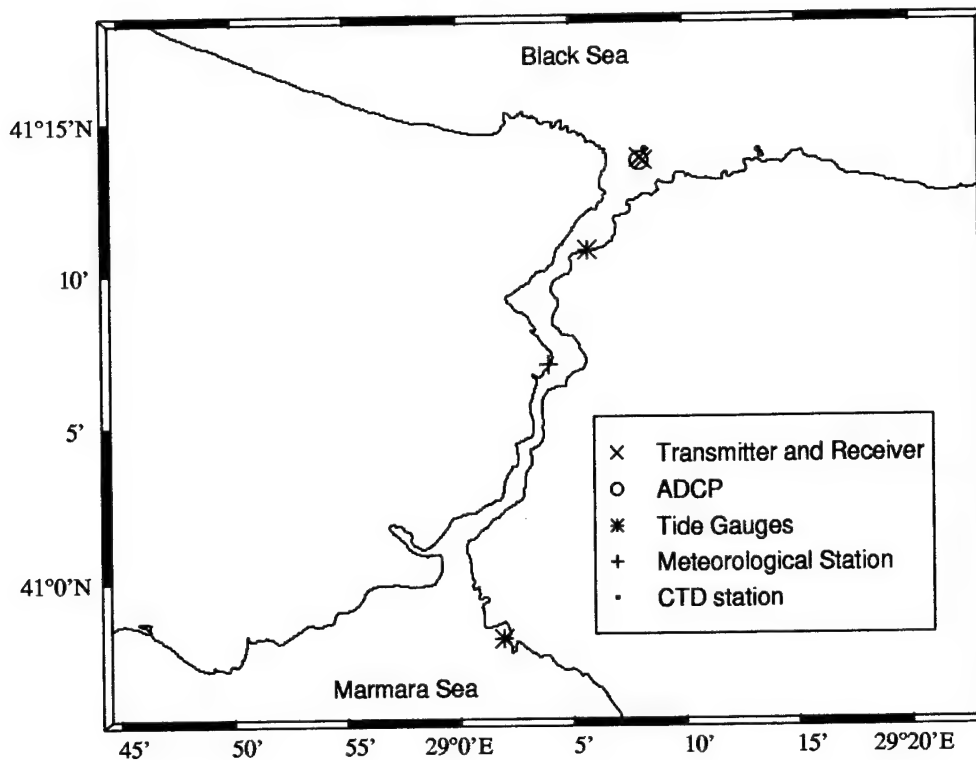 Black Sea
41°15'N
10'
5'
41°0'N
Transmitter and Receiver
ADCP
Tide Gauges
Meteorological Station
CTD station
Marmara Sea
45'
50'
55'
29°0'E
5'
10'
15'
29°20'E